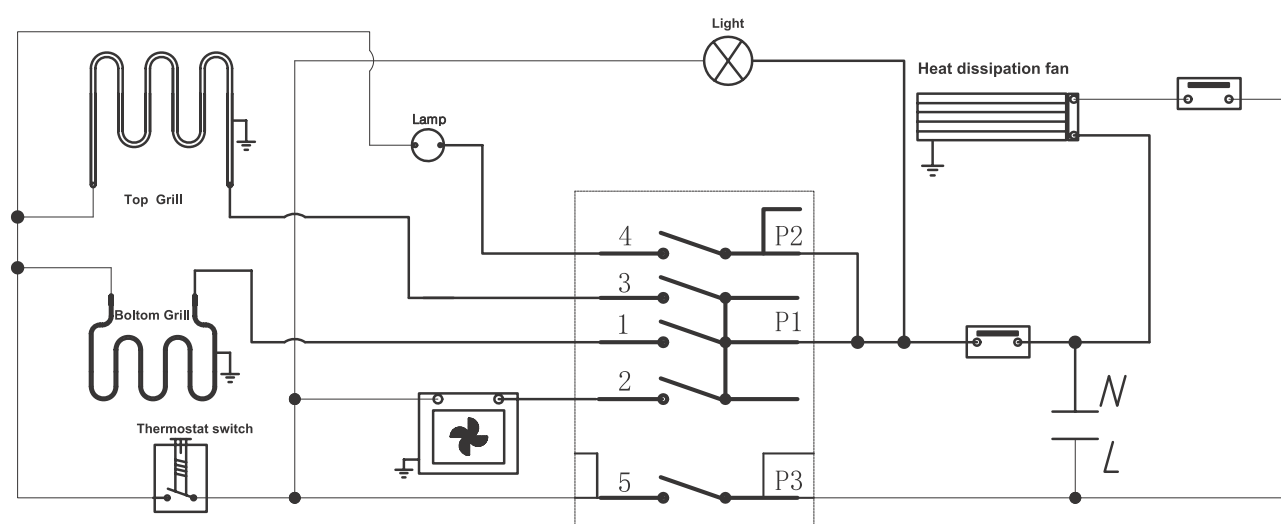 Light
Heat dissipation fan
Lamp
Top Grill
4
P2
3
Boltom Grill
1
P1
2
N
Thermostat switch
L
5
P3